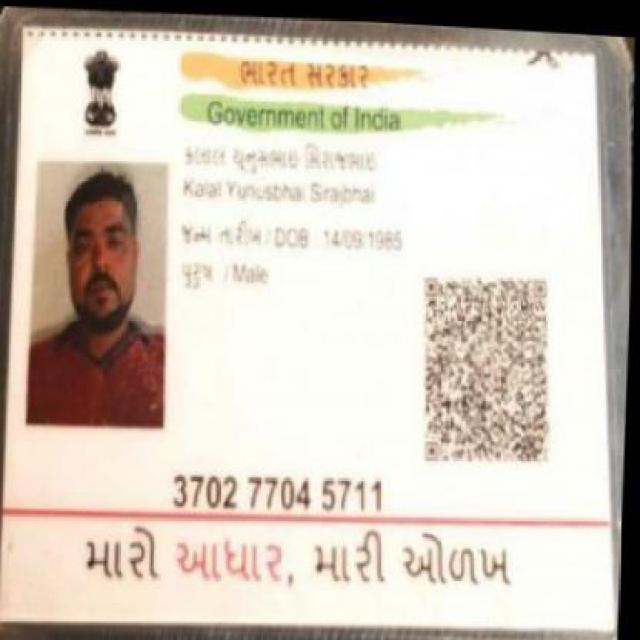 ભારત સરકાર
Government of India
કલાલ યુનુસભાઇ સિરાજભાઇ
Kalal Yunusbhai Sirajbhai
જન્મ તારીખ / DOB : 14/09/1985
પુરુષ / Male
3702 7704 5711
મારો આધાર, મારી ઓળખ